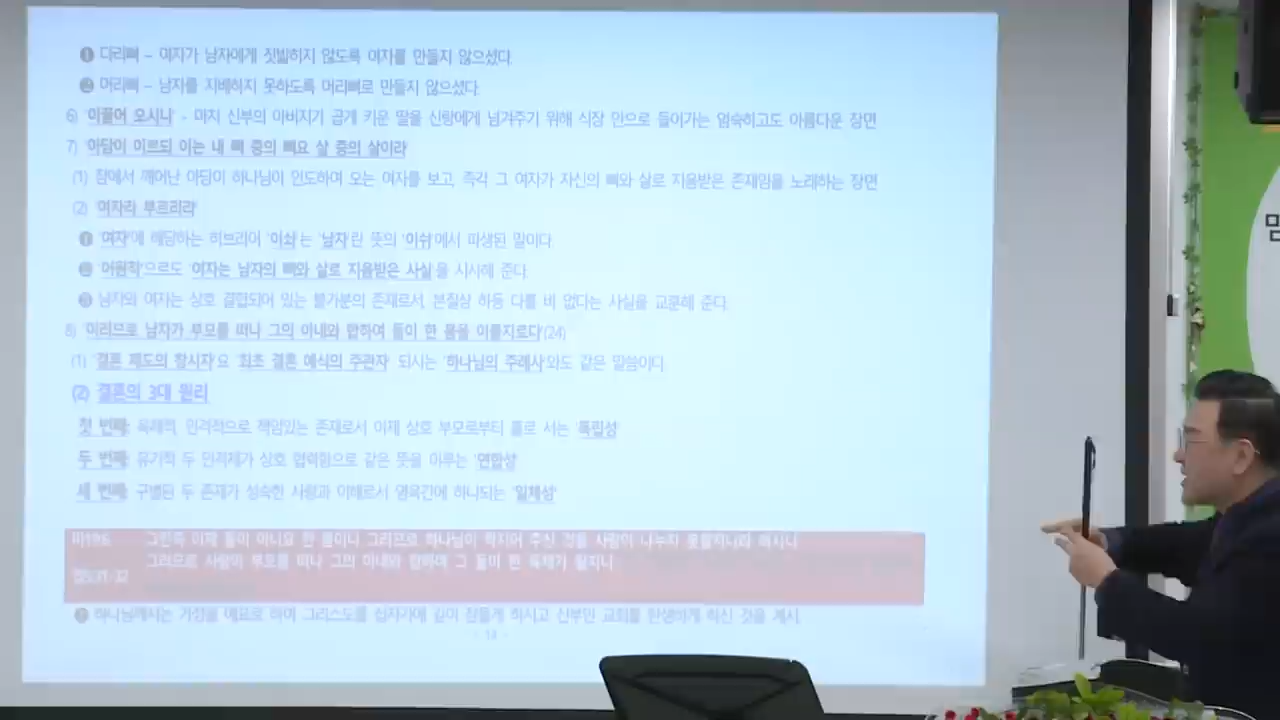 ❶ 다리뼈 – 여자가 남자에게 짓밟히지 않도록 여자를 만들지 않으셨다.
❷ 머리뼈 – 남자를 지배하지 못하도록 머리뼈로 만들지 않으셨다.
6) '이끌어 오시니' - 마치 신부의 아버지가 곱게 키운 딸을 신랑에게 넘겨주기 위해 식장 안으로 들어가는 엄숙하고도 아름다운 장면
7) '아담이 이르되 이는 내 뼈 중의 뼈요 살 중의 살이라'
(1) 잠에서 깨어난 아담이 하나님이 인도하여 오는 여자를 보고, 즉각 그 여자가 자신의 뼈와 살로 지음받은 존재임을 노래하는 장면
(2) '여자라 부르리라'
❶ '여자'에 해당하는 히브리어 '이솨'는 '남자'란 뜻의 '이쉬'에서 파생된 말이다.
❷ '어원적'으로도 '여자는 남자의 뼈와 살로 지음받은 사실'을 시사해 준다.
❸ 남자와 여자는 상호 결합되어 있는 불가분의 존재로서, 본질상 하등 다를 바 없다는 사실을 교훈해 준다.
8) '이러므로 남자가 부모를 떠나 그의 아내와 합하여 둘이 한 몸을 이룰지로다'(24)
(1) '결혼 제도의 창시자'요 '최초 결혼 예식의 주관자' 되시는 '하나님의 주례사'와도 같은 말씀이다.
(2) 결혼의 3대 원리
첫 번째: 육체적, 인격적으로 책임있는 존재로서 이제 상호 부모로부터 홀로 서는 '독립성'
두 번째: 유기적 두 인격체가 상호 협력함으로 같은 뜻을 이루는 '연합성'
세 번째: 구별된 두 존재가 성숙한 사랑과 이해로서 영육간에 하나되는 '일체성'
마19:6 그런즉 이제 둘이 아니요 한 몸이니 그러므로 하나님이 짝지어 주신 것을 사람이 나누지 못할지니라 하시니
그러므로 사람이 부모를 떠나 그의 아내와 합하여 그 둘이 한 육체가 될지니
엡5:31-32
❶ 하나님께서는 가정을 예표로 하여 그리스도를 십자가에 깊이 잠들게 하시고 신부인 교회를 탄생하게 하신 것을 계시
- 14 -